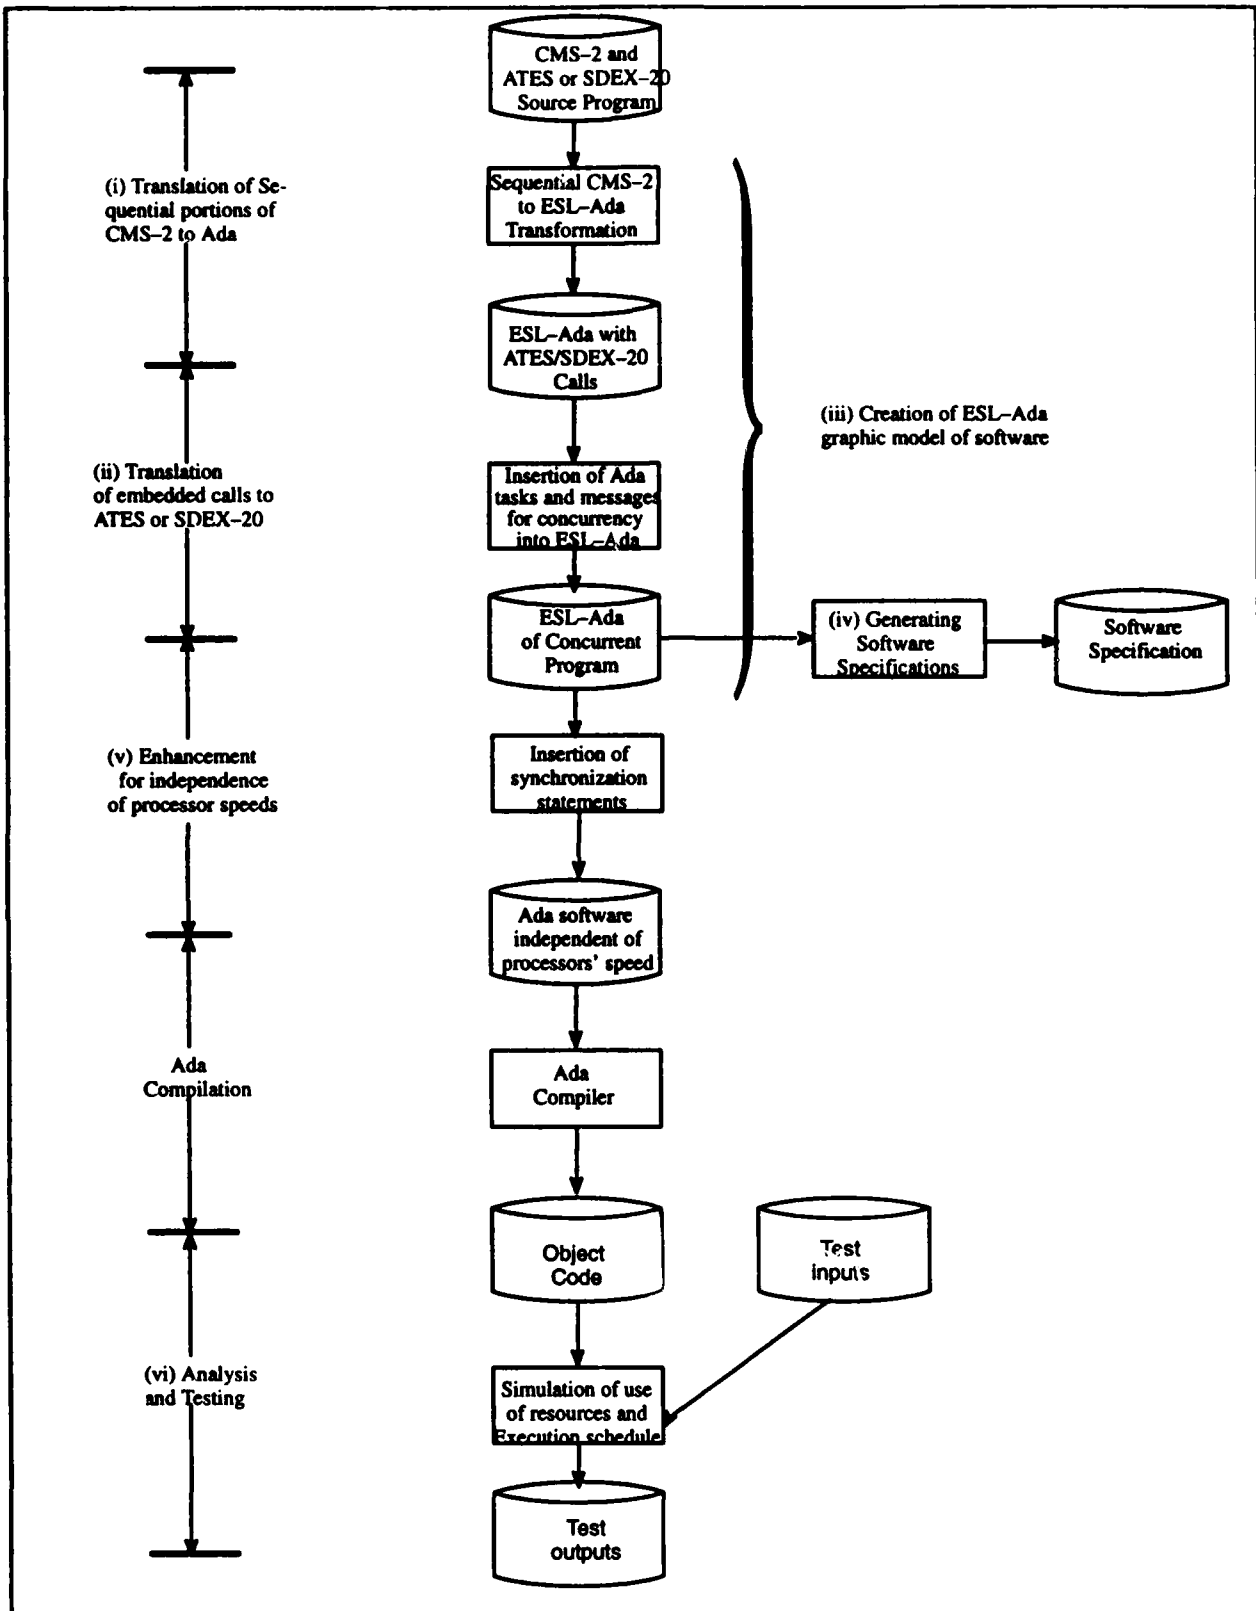 CMS-2 and
ATES or SDEX-20
Source Program
(i) Translation of Se-
quential portions of
CMS-2 to Ada
Sequential CMS-2
to ESL-Ada
Transformation
ESL-Ada with
ATES/SDEX-20
Calls
(iii) Creation of ESL-Ada
graphic model of software
(ii) Translation
of embedded calls to
ATES or SDEX-20
Insertion of Ada
tasks and messages
for concurrency
into ESL-Ada
ESL-Ada
of Concurrent
Program
(iv) Generating
Software
Specifications
Software
Specification
(v) Enhancement
for independence
of processor speeds
Insertion of
synchronization
statements
Ada software
independent of
processors' speed
Ada
Compilation
Ada
Compiler
Object
Code
Test
inputs
(vi) Analysis
and Testing
Simulation of use
of resources and
Execution schedule
Test
outputs